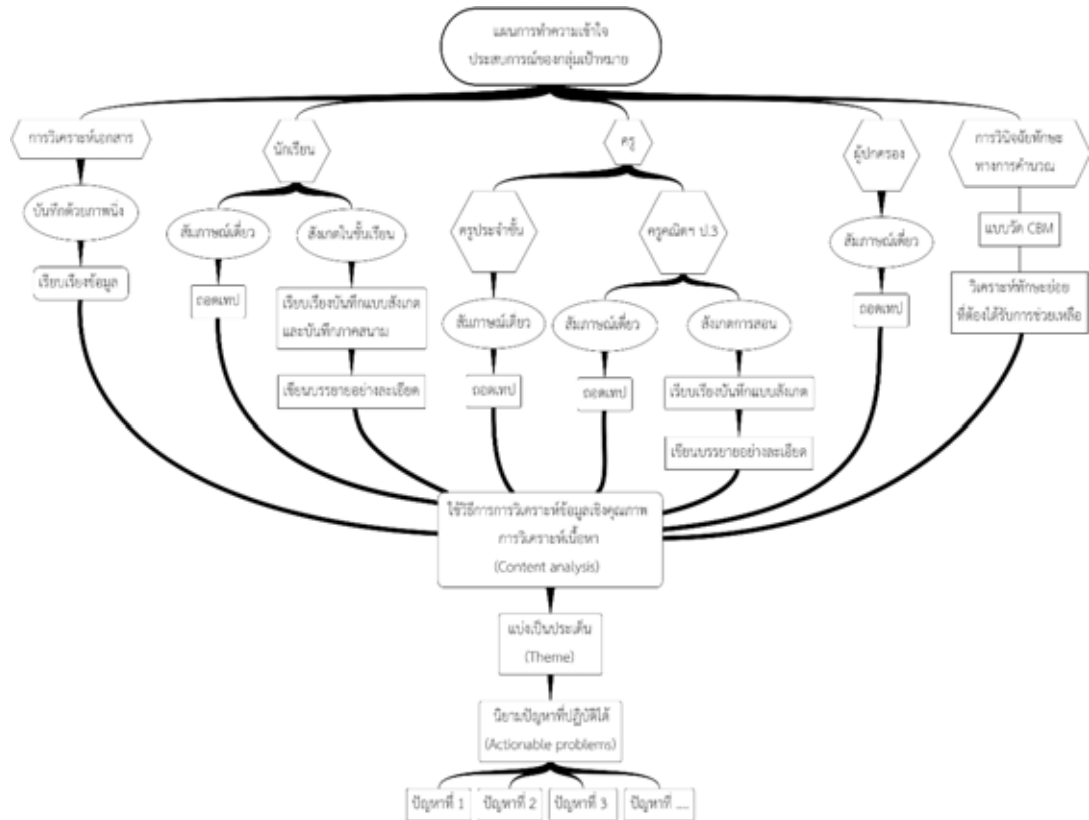 แผนการทำความเข้าใจ
ประสบการณ์ของกลุ่มเป้าหมาย
การวิเคราะห์เอกสาร
นักเรียน
ครู
ผู้ปกครอง
การวินิจฉัยทักษะ
ทางการคำนวณ
บันทึกด้วยภาพนิ่ง
สัมภาษณ์เดี่ยว
สังเกตในชั้นเรียน
ครูประจำชั้น
ครูคณิตฯ ป.3
สัมภาษณ์เดี่ยว
แบบวัด CBM
เรียบเรียงข้อมูล
ถอดเทป
เรียบเรียงบันทึกแบบสังเกต
และบันทึกภาคสนาม
สัมภาษณ์เดี่ยว
สัมภาษณ์เดี่ยว
สังเกตการสอน
ถอดเทป
วิเคราะห์ทักษะย่อย
ที่ต้องได้รับการช่วยเหลือ
เขียนบรรยายอย่างละเอียด
ถอดเทป
ถอดเทป
เรียบเรียงบันทึกแบบสังเกต
เขียนบรรยายอย่างละเอียด
ใช้วิธีการการวิเคราะห์ข้อมูลเชิงคุณภาพ
การวิเคราะห์เนื้อหา
(Content analysis)
แบ่งเป็นประเด็น
(Theme)
นิยามปัญหาที่ปฏิบัติได้
(Actionable problems)
ปัญหาที่ 1
ปัญหาที่ 2
ปัญหาที่ 3
ปัญหาที่ ....